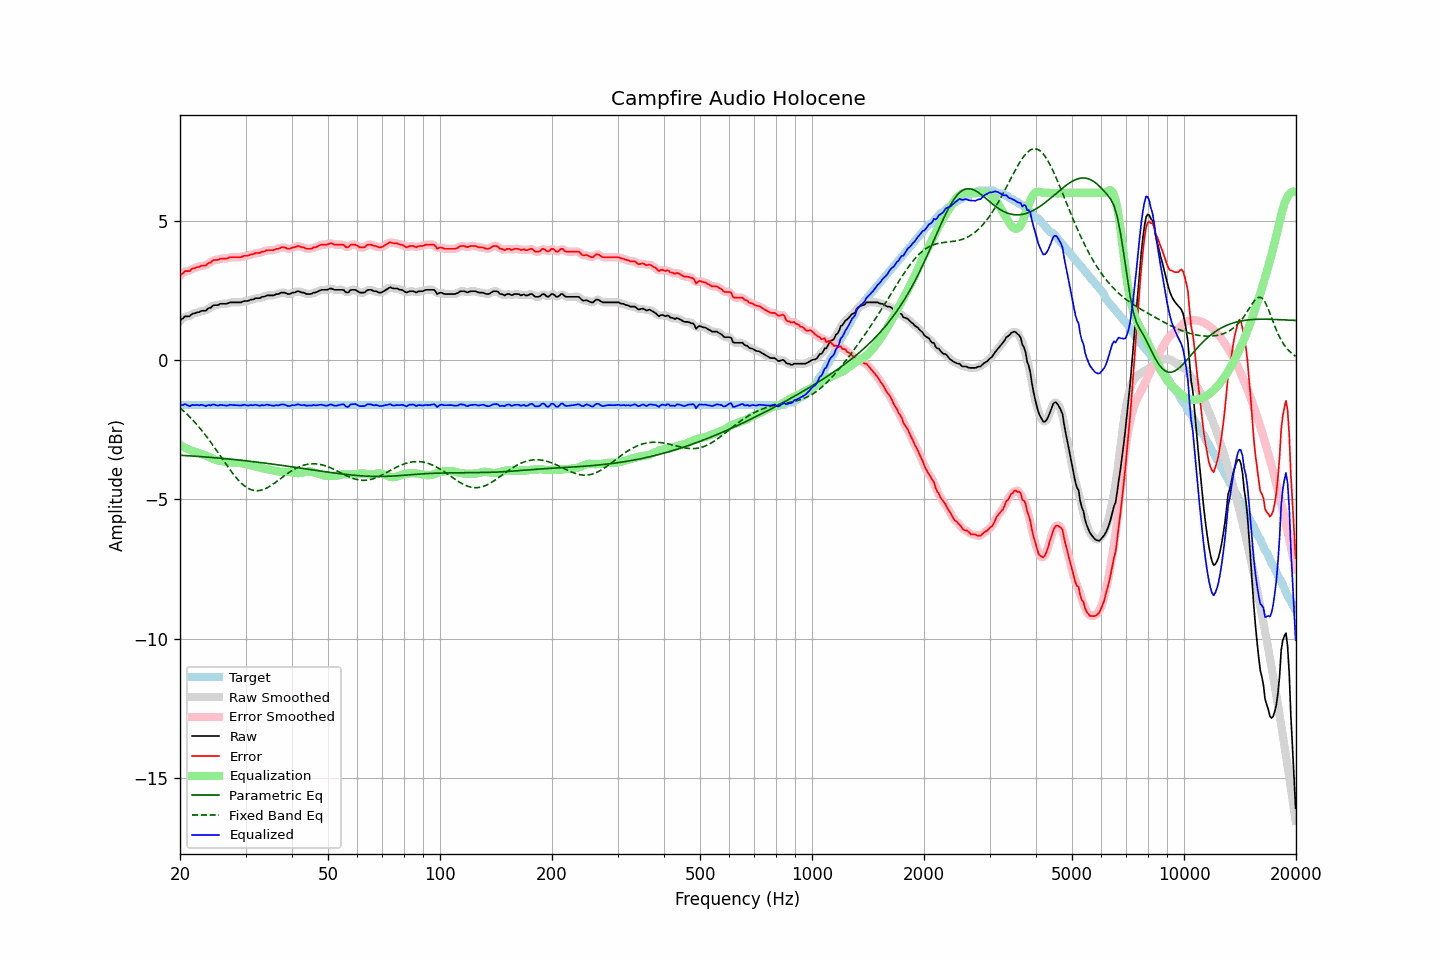 Campfire Audio Holocene
Amplitude (dBr)
5
0
−5
−10
−15
Target
Raw Smoothed
Error Smoothed
Raw
Error
Equalization
Parametric Eq
Fixed Band Eq
Equalized
20 50 100 200 500 1000 2000 5000 10000 20000
Frequency (Hz)